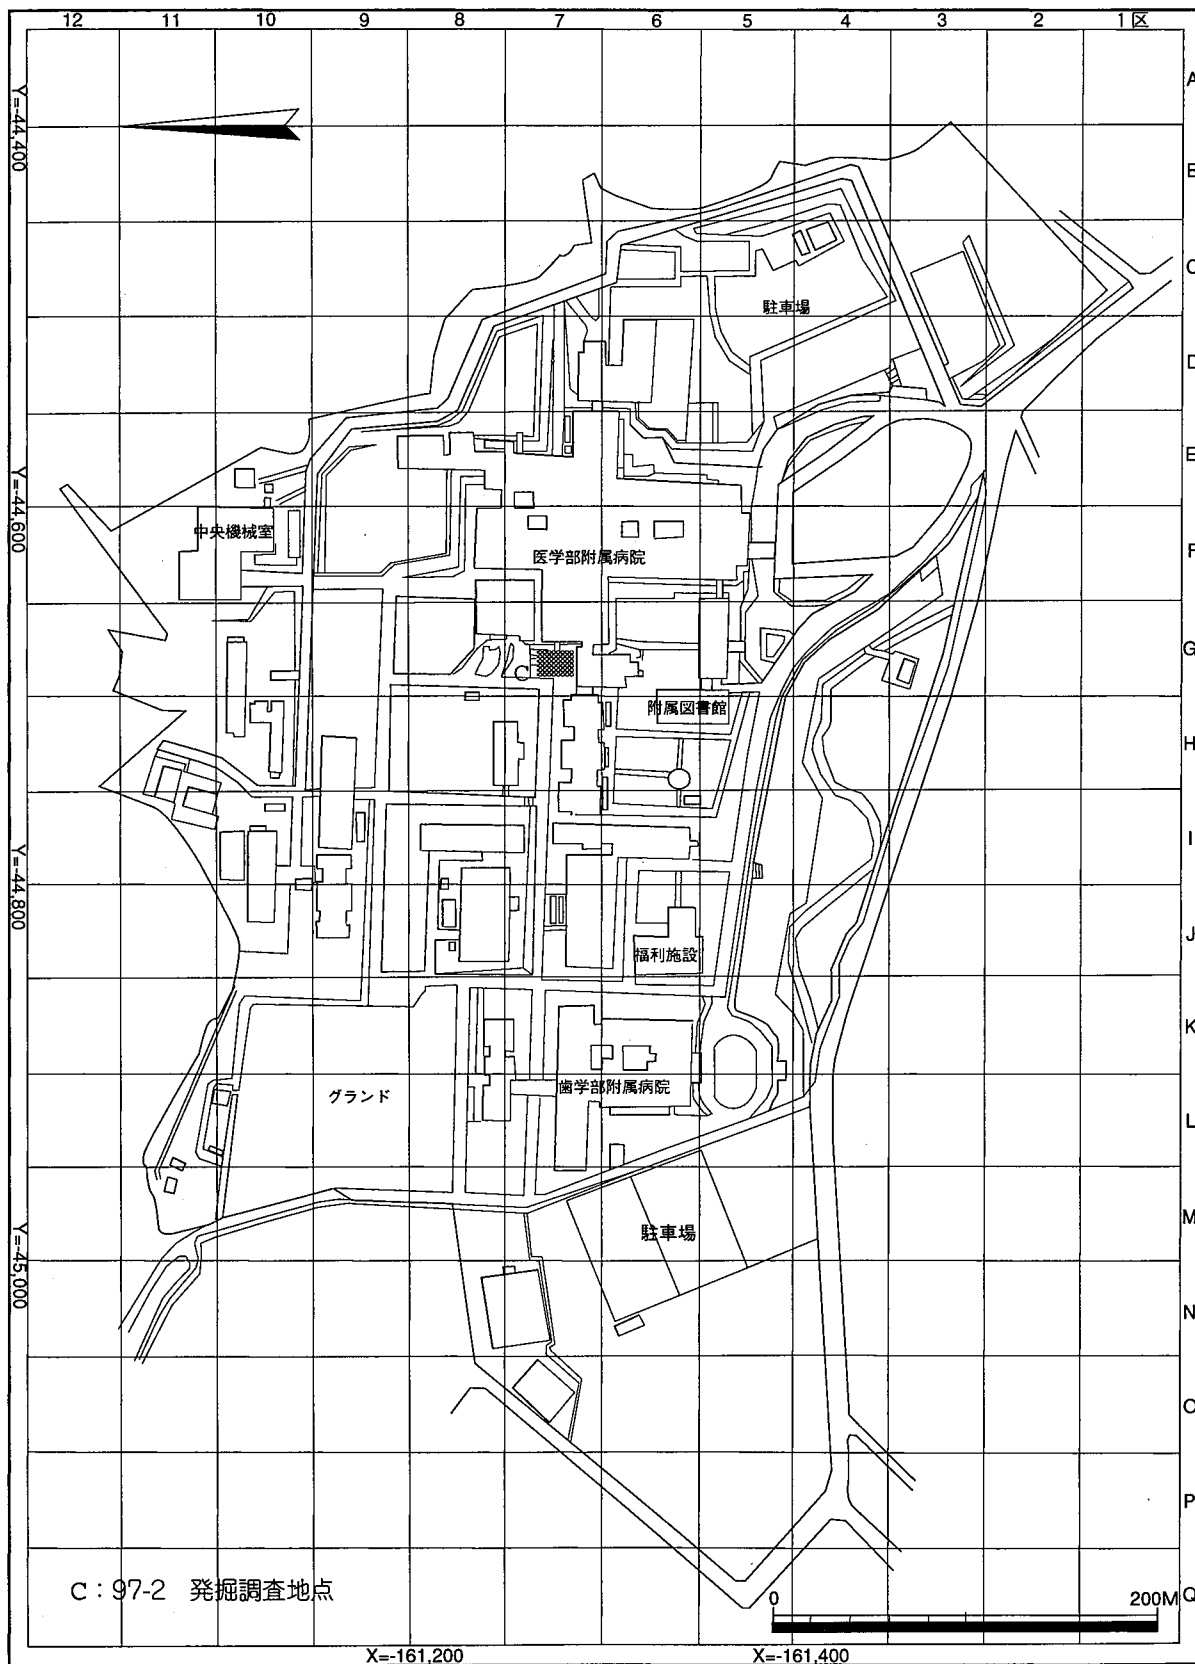 12 11 10 9 8 7 6 5 4 3 2 1区
A
B
C
D
E
F
G
H
I
J
K
L
M
N
O
P
Q
Y=-44,400
Y=-44,600
Y=-44,800
Y=-45,000
駐車場
中央機械室
医学部附属病院
附属図書館
福利施設
グランド
歯学部附属病院
駐車場
C：97-2　発掘調査地点
0 200M
X=-161,200 X=-161,400